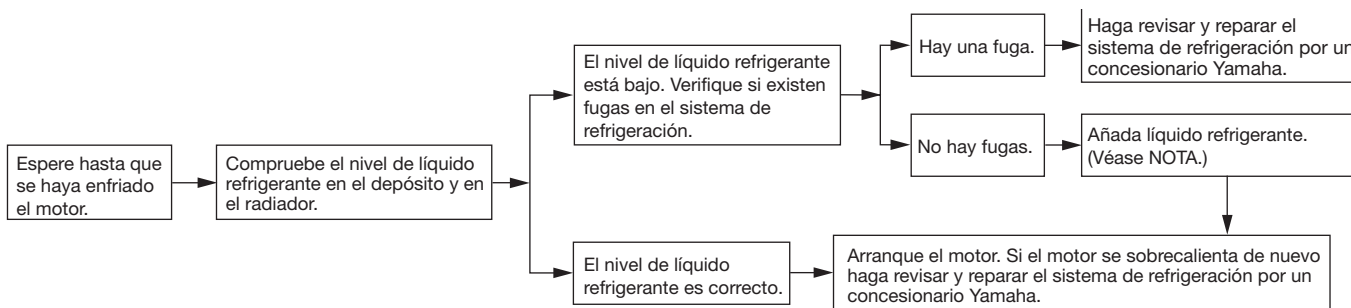 Espere hasta que
se haya enfriado
el motor.
Compruebe el nivel de líquido
refrigerante en el depósito y en
el radiador.
El nivel de líquido refrigerante
está bajo. Verifique si existen
fugas en el sistema de
refrigeración.
Hay una fuga.
Haga revisar y reparar el
sistema de refrigeración por un
concesionario Yamaha.
No hay fugas.
Añada líquido refrigerante.
(Véase NOTA.)
El nivel de líquido
refrigerante es correcto.
Arranque el motor. Si el motor se sobrecalienta de nuevo
haga revisar y reparar el sistema de refrigeración por un
concesionario Yamaha.